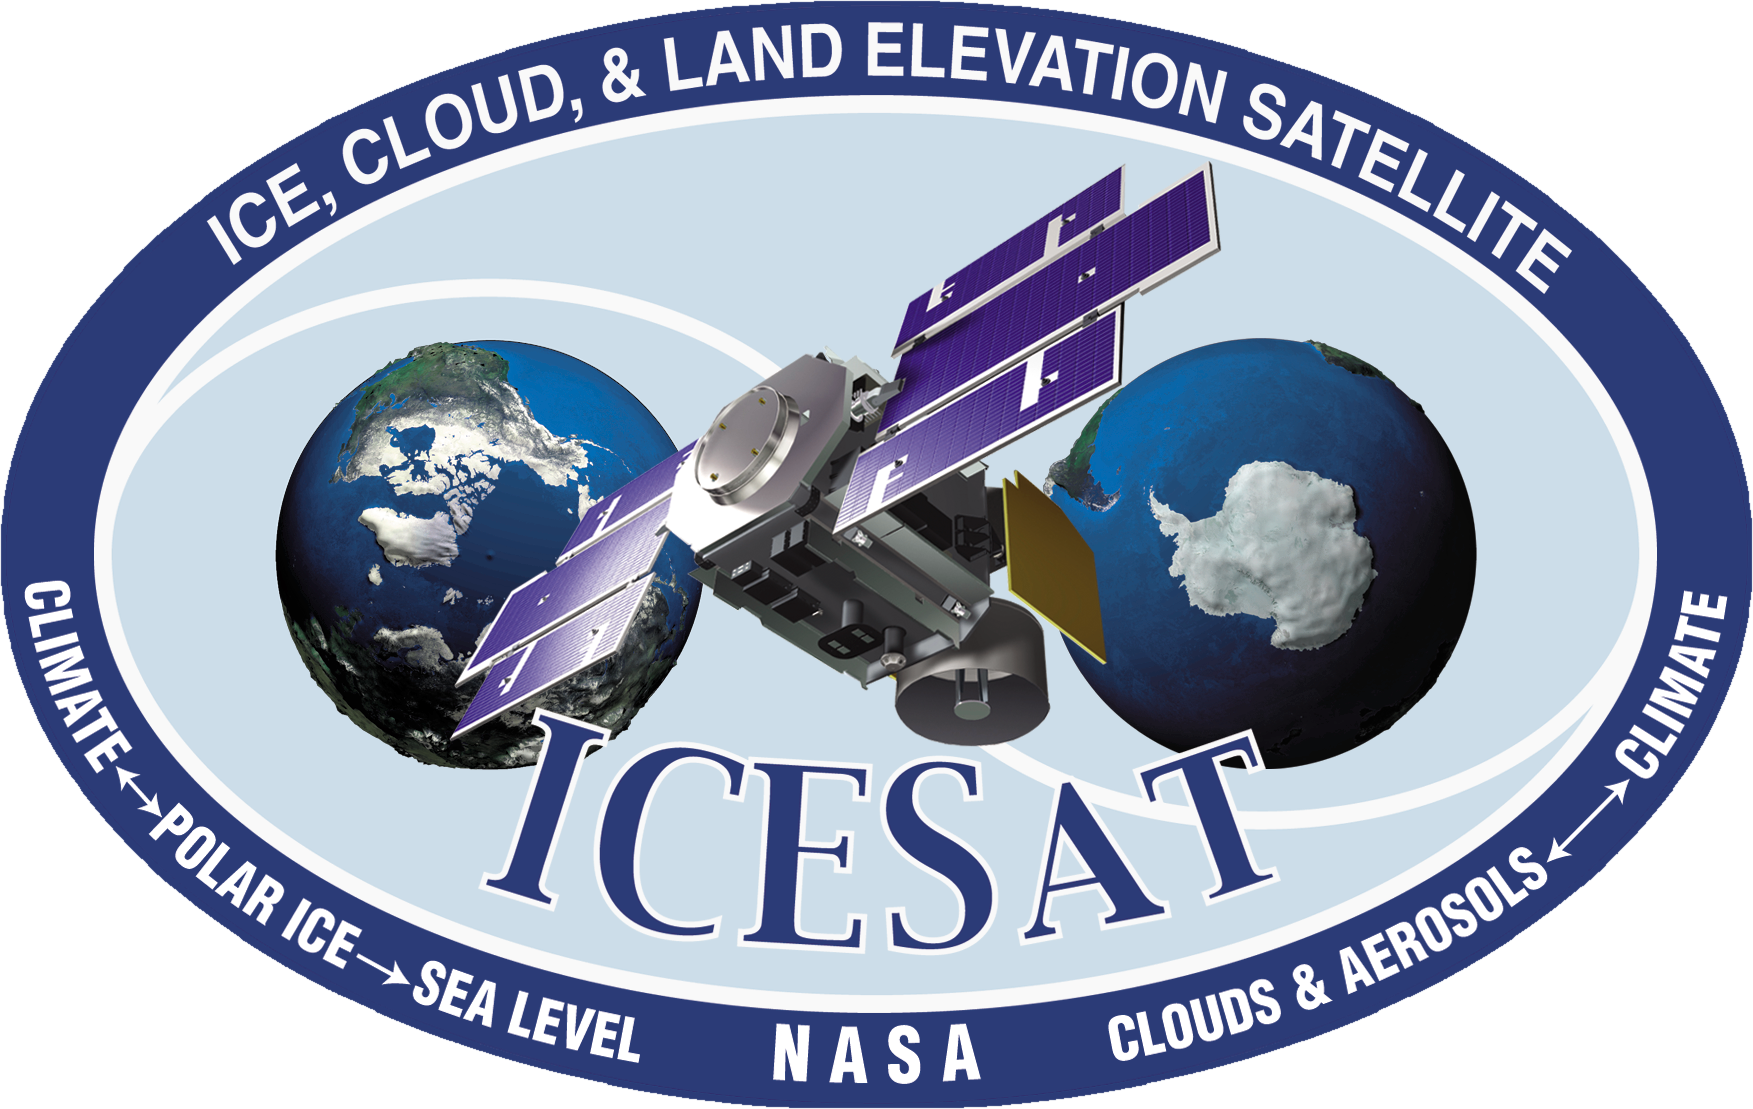 ICE, CLOUD, & LAND ELEVATION SATELLITE
ICESAT
CLIMATE↔POLAR ICE→SEA LEVEL
NASA
CLOUDS & AEROSOLS↔CLIMATE